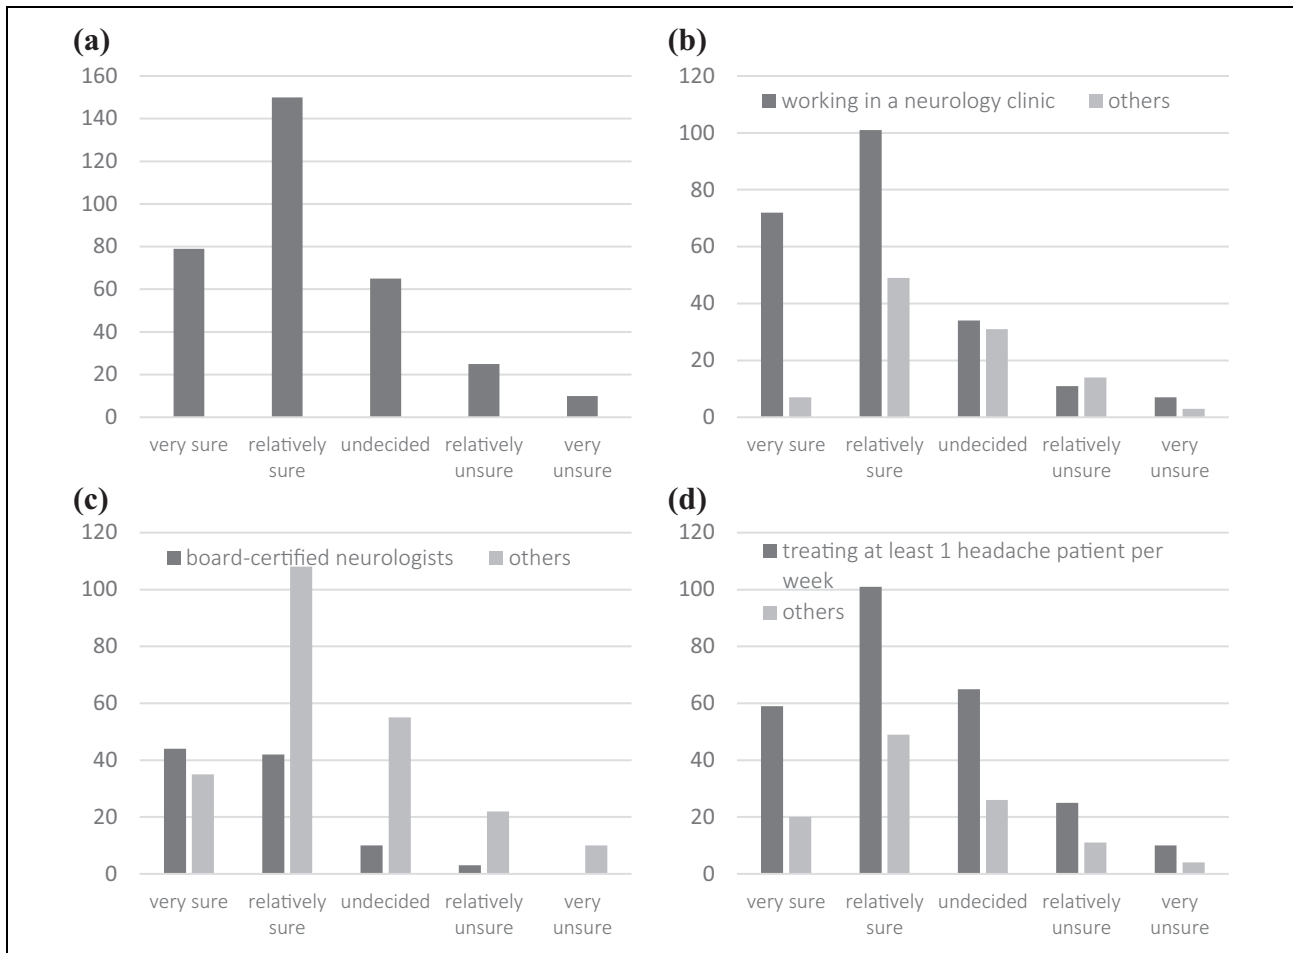 (a)
160
140
120
100
80
60
40
20
0
very sure
relatively
sure
undecided
relatively
unsure
very
unsure
(b)
120
100
80
60
40
20
0
working in a neurology clinic
others
very sure
relatively
sure
undecided
relatively
unsure
very
unsure
(c)
120
100
80
60
40
20
0
board-certified neurologists
others
very sure
relatively
sure
undecided
relatively
unsure
very
unsure
(d)
120
100
80
60
40
20
0
treating at least 1 headache patient per
week
others
very sure
relatively
sure
undecided
relatively
unsure
very
unsure